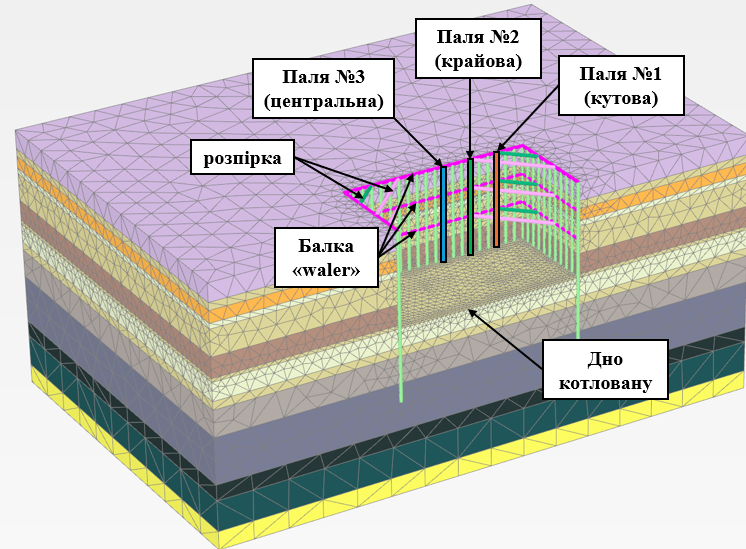 Паля №2
(крайова)
Паля №3
(центральна)
Паля №1
(кутова)
розпірка
Балка
«waler»
Дно
котловану